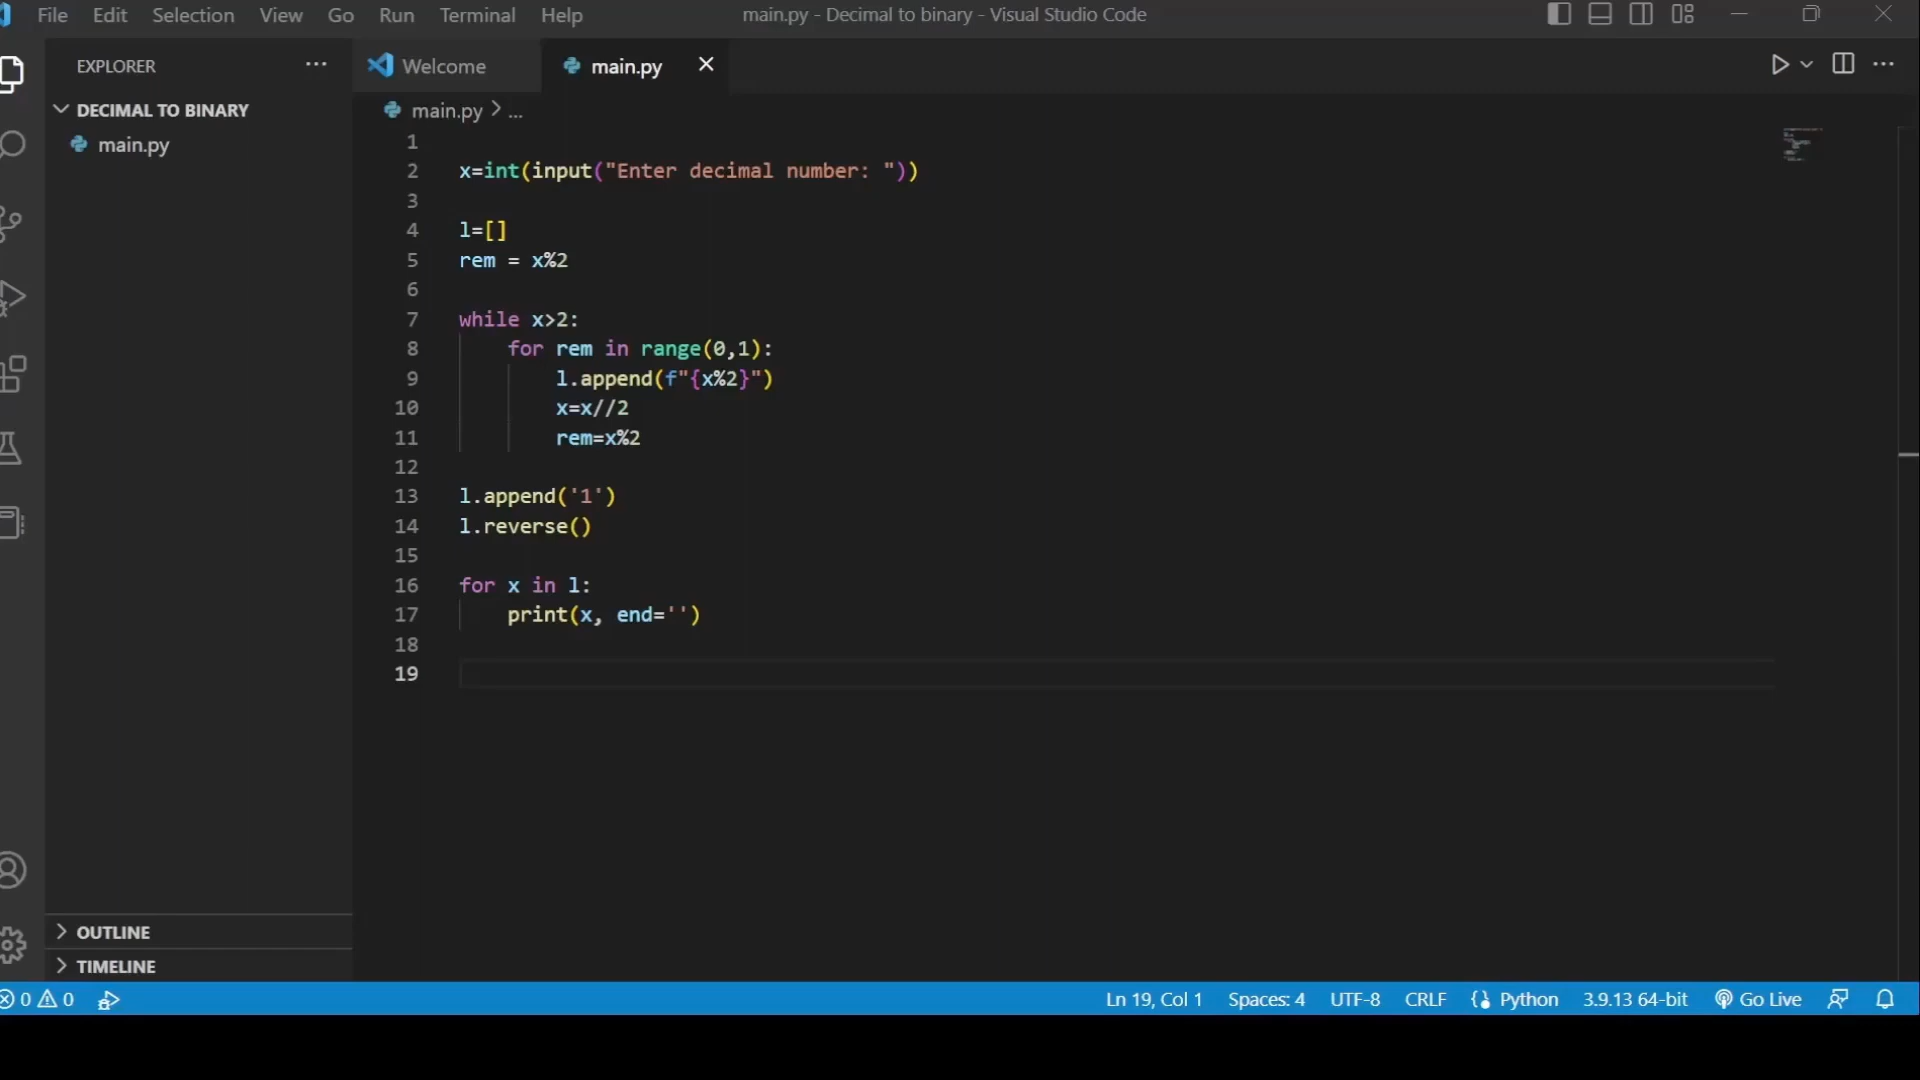 File Edit Selection View Go Run Terminal Help main.py - Decimal to binary - Visual Studio Code
EXPLORER ... Welcome main.py
DECIMAL TO BINARY
main.py
main.py > ...
1
2 x=int(input("Enter decimal number: "))
3
4 l=[]
5 rem = x%2
6
7 while x>2:
8 for rem in range(0,1):
9 l.append(f"{x%2}")
10 x=x//2
11 rem=x%2
12
13 l.append('1')
14 l.reverse()
15
16 for x in l:
17 print(x, end='')
18
19
OUTLINE
TIMELINE
0 0 Ln 19, Col 1 Spaces: 4 UTF-8 CRLF Python 3.9.13 64-bit Go Live